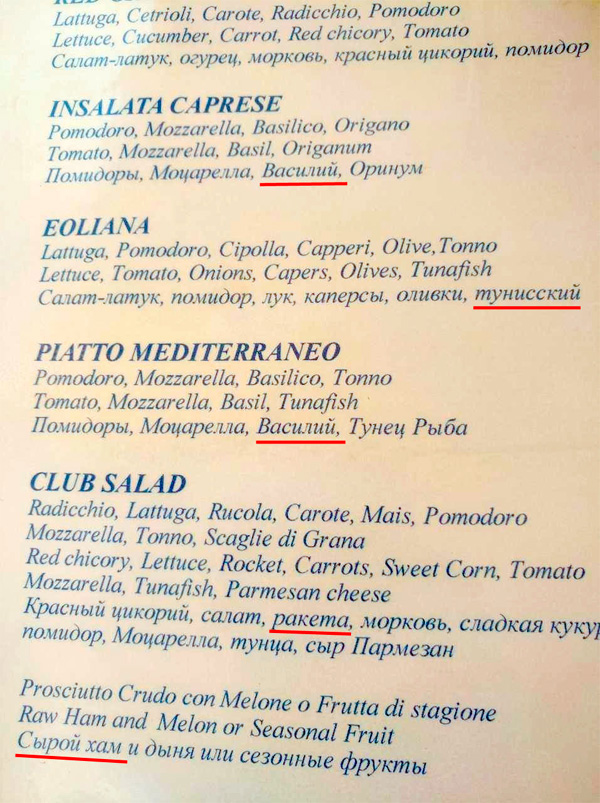 Lattuga, Cetrioli, Carote, Radicchio, Pomodoro
Lettuce, Cucumber, Carrot, Red chicory, Tomato
Салат-латук, огурец, морковь, красный цикорий, помидор
INSALATA CAPRESE
Pomodoro, Mozzarella, Basilico, Origano
Tomato, Mozzarella, Basil, Origanum
Помидоры, Моцарелла, Василий, Оринум
EOLIANA
Lattuga, Pomodoro, Cipolla, Capperi, Olive,Tonno
Lettuce, Tomato, Onions, Capers, Olives, Tunafish
Салат-латук, помидор, лук, каперсы, оливки, тунисский
PIATTO MEDITERRANEO
Pomodoro, Mozzarella, Basilico, Tonno
Tomato, Mozzarella, Basil, Tunafish
Помидоры, Моцарелла, Василий, Тунец Рыба
CLUB SALAD
Radicchio, Lattuga, Rucola, Carote, Mais, Pomodoro
Mozzarella, Tonno, Scaglie di Grana
Red chicory, Lettuce, Rocket, Carrots, Sweet Corn, Tomato
Mozzarella, Tunafish, Parmesan cheese
Красный цикорий, салат, ракета, морковь, сладкая
помидор, Моцарелла, тунца, сыр Пармезан
Prosciutto Crudo con Melone o Frutta di stagione
Raw Ham and Melon or Seasonal Fruit
Сырой хам и дыня или сезонные фрукты